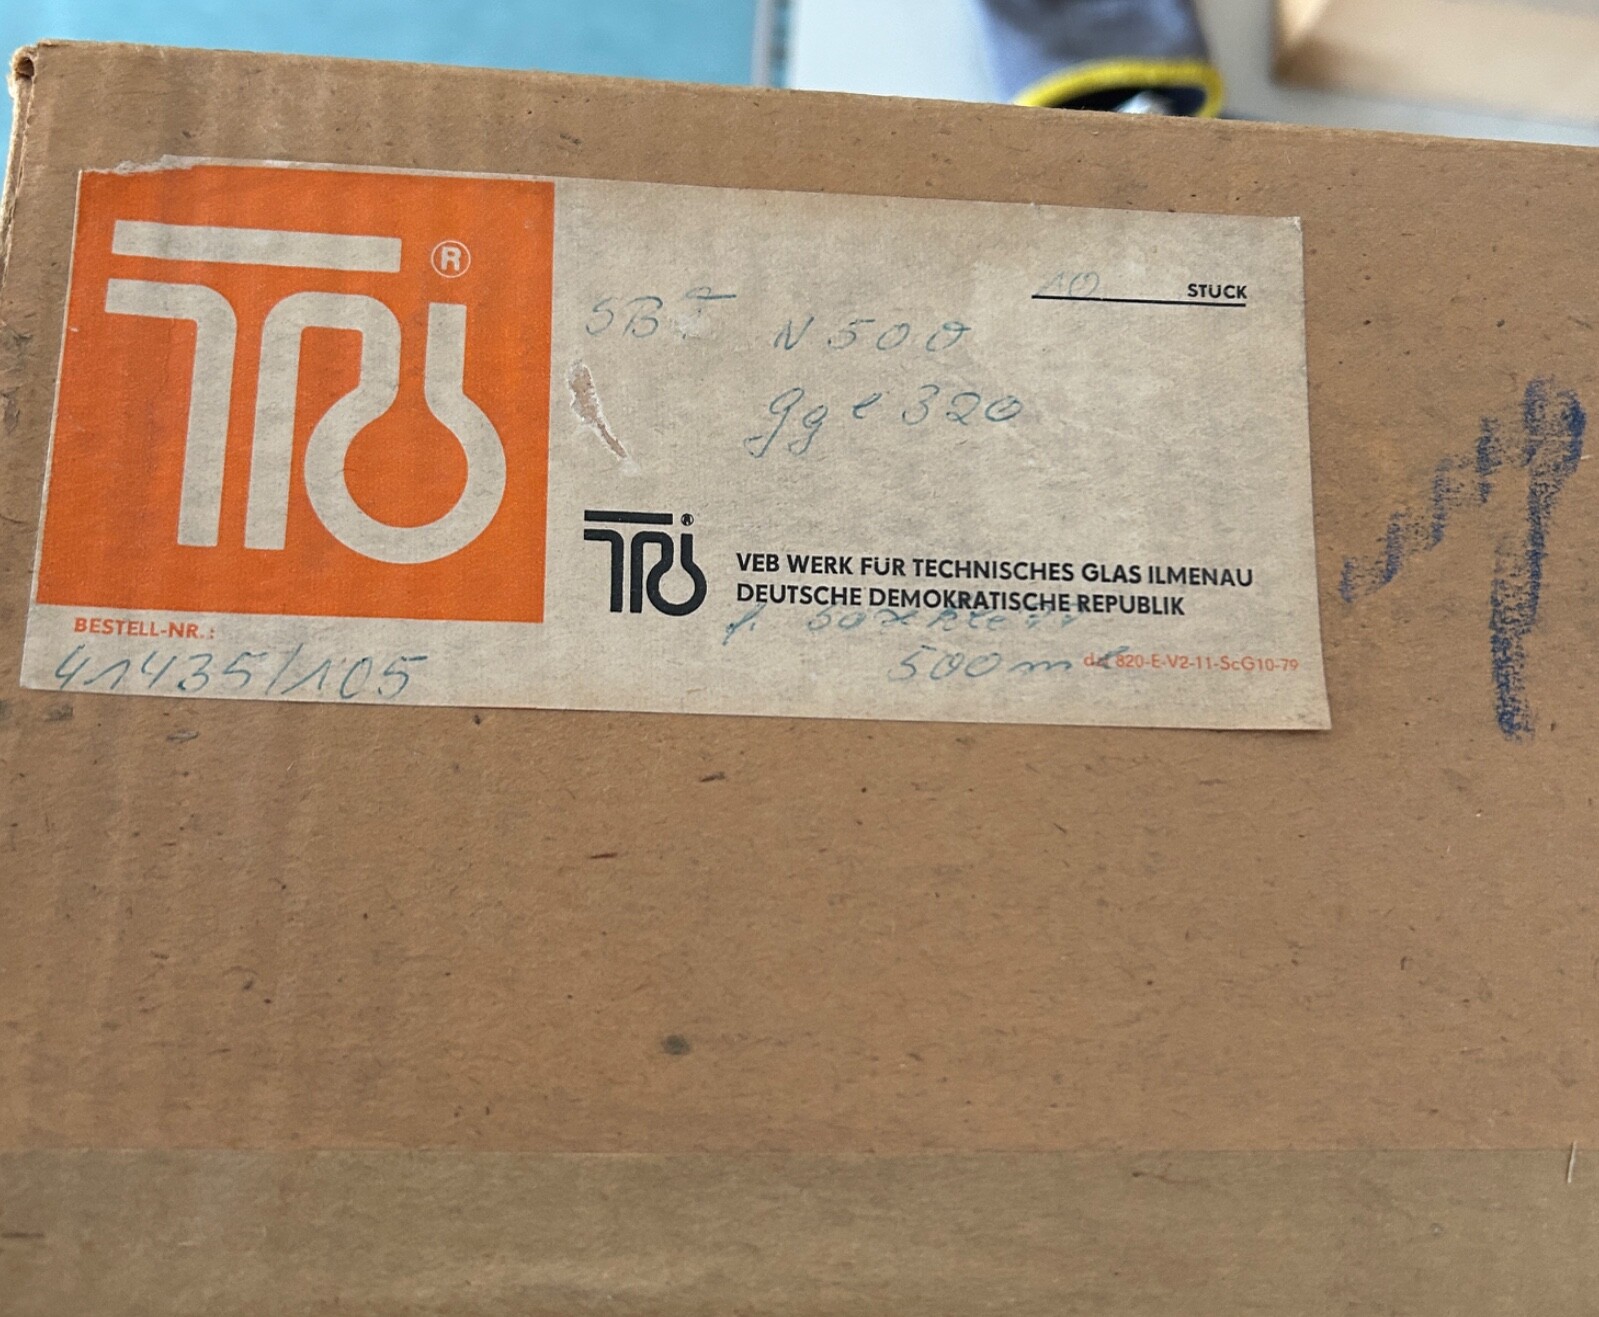 ®
10 STÜCK
N 500
320
®
VEB WERK FÜR TECHNISCHES GLAS ILMENAU
DEUTSCHE DEMOKRATISCHE REPUBLIK
BESTELL-NR.:
41435/105
500 ml
820-E-V2-11-ScG10-79